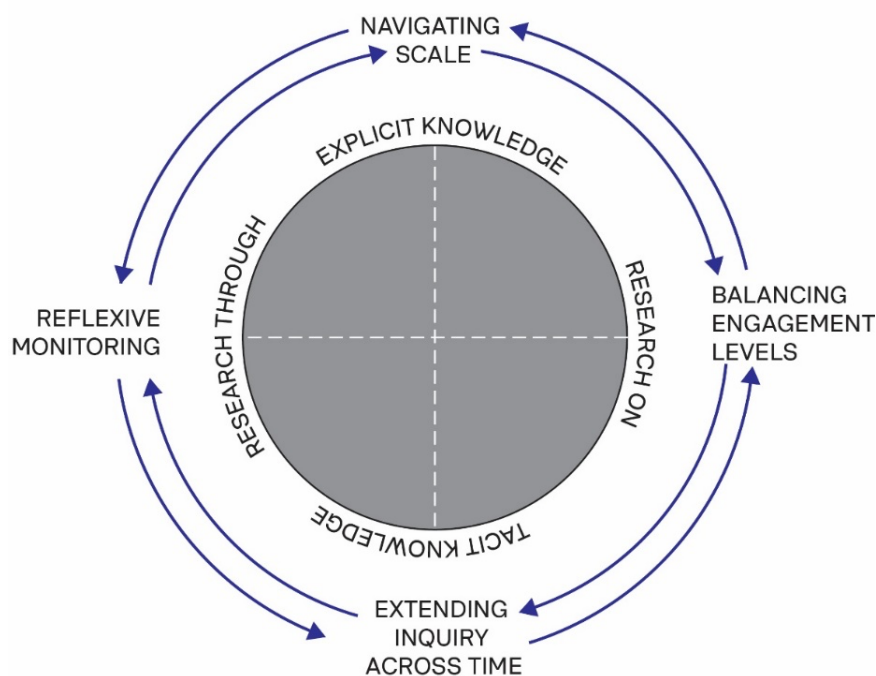 NAVIGATING
SCALE
EXPLICIT KNOWLEDGE
RESEARCH THROUGH
RESEARCH ON
REFLEXIVE
MONITORING
BALANCING
ENGAGEMENT
LEVELS
TACIT KNOWLEDGE
EXTENDING
INQUIRY
ACROSS TIME